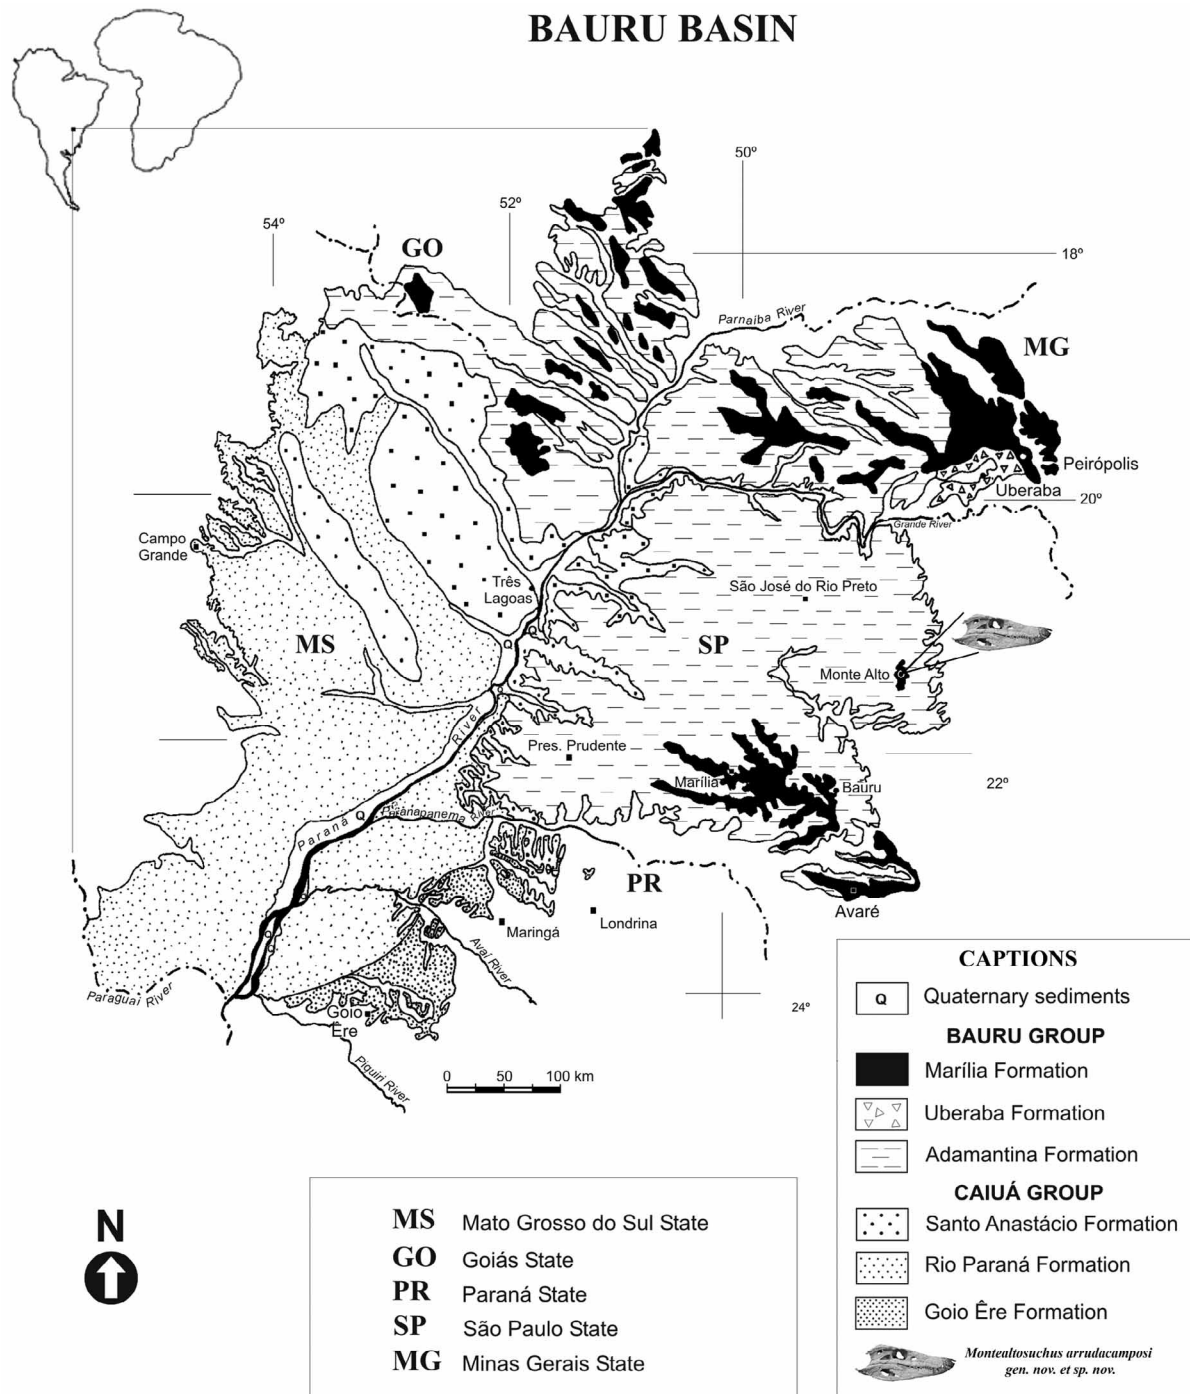 BAURU BASIN
50º
52º
54º
GO
18º
Parnaiba River
MG
Peirópolis
Uberaba
20º
Grande River
Campo
Grande
Três
Lagoas
São José do Rio Preto
MS
SP
Q
Q
Monte Alto
Pres. Prudente
Marília
Bauru
22º
Paraná River
Q
Paranapanema River
PR
Avaré
Maringá
Londrina
Avaí River
Paraguai River
Goio
Êre
24º
Piquiri River
0 50 100 km
CAPTIONS
Q Quaternary sediments
BAURU GROUP
Marília Formation
Uberaba Formation
Adamantina Formation
CAIUÁ GROUP
Santo Anastácio Formation
Rio Paraná Formation
Goio Êre Formation
Montealtosuchus arrudacamposi
gen. nov. et sp. nov.
N
MS Mato Grosso do Sul State
GO Goiás State
PR Paraná State
SP São Paulo State
MG Minas Gerais State